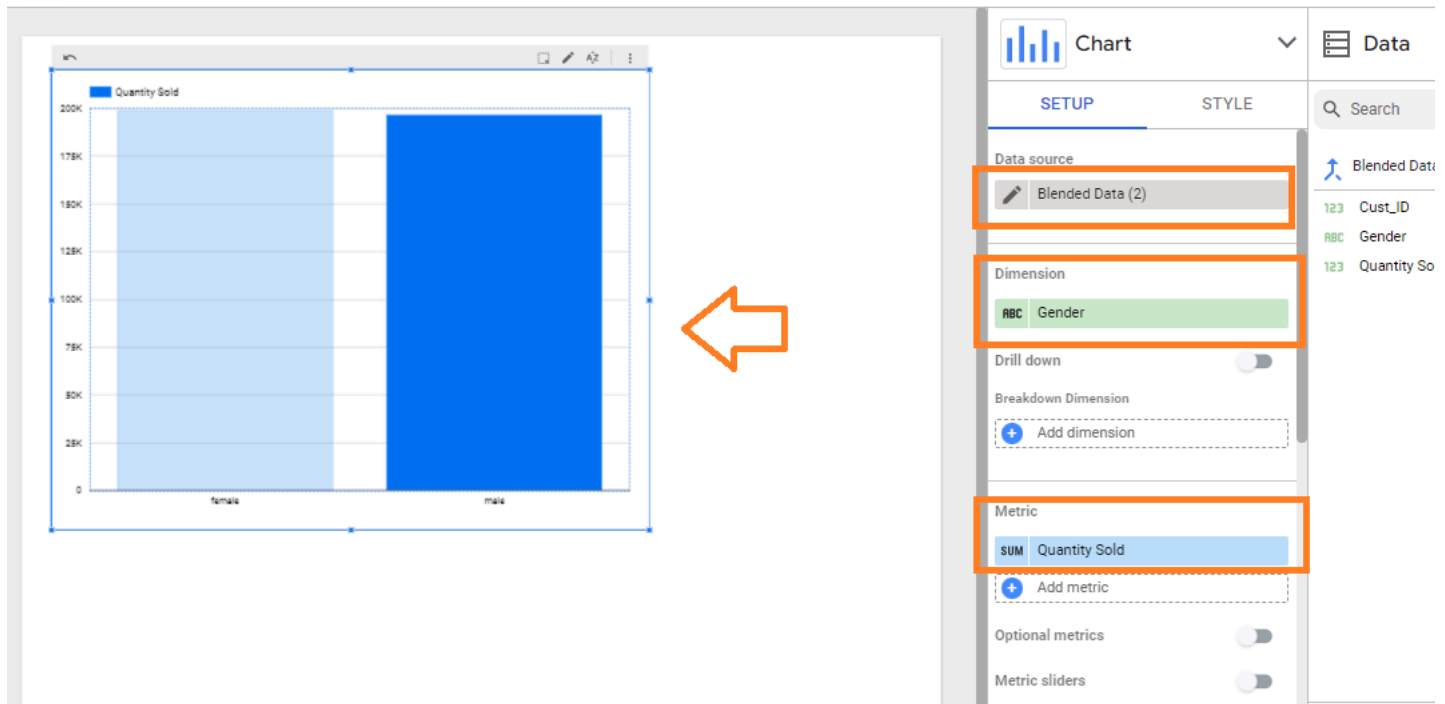 Quantity Sold
200K
175K
150K
125K
100K
75K
50K
25K
0
female
male
Chart
SETUP
STYLE
Data source
Blended Data (2)
Dimension
ABC Gender
Drill down
Breakdown Dimension
Add dimension
Metric
SUM Quantity Sold
Add metric
Optional metrics
Metric sliders
Data
Search
Blended Data
123 Cust_ID
ABC Gender
123 Quantity So